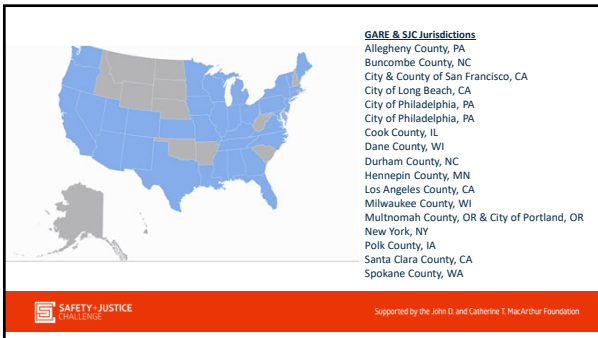 GARE & SJC Jurisdictions
Allegheny County, PA
Buncombe County, NC
City & County of San Francisco, CA
City of Long Beach, CA
City of Philadelphia, PA
City of Philadelphia, PA
Cook County, IL
Dane County, WI
Durham County, NC
Hennepin County, MN
Los Angeles County, CA
Milwaukee County, WI
Multnomah County, OR & City of Portland, OR
New York, NY
Polk County, IA
Santa Clara County, CA
Spokane County, WA
SAFETY+JUSTICE
CHALLENGE
Supported by the John D. and Catherine T. MacArthur Foundation